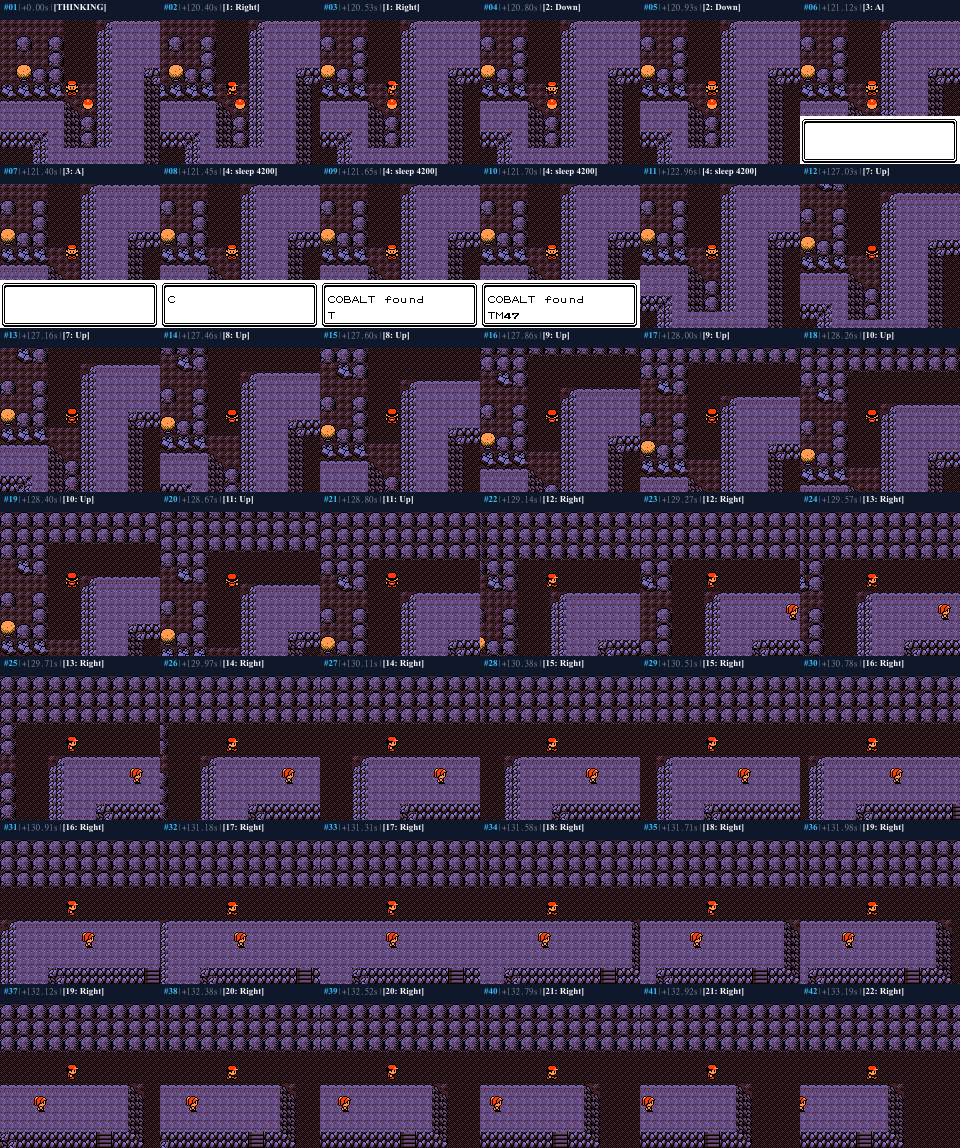 #01 | +0.00s | [THINKING]
#02 | +120.40s | [1: Right]
#03 | +120.53s | [1: Right]
#04 | +120.80s | [2: Down]
#05 | +120.93s | [2: Down]
#06 | +121.12s | [3: A]
#07 | +121.40s | [3: A]
#08 | +121.45s | [4: sleep 4200]
#09 | +121.65s | [4: sleep 4200]
#10 | +121.70s | [4: sleep 4200]
#11 | +122.96s | [4: sleep 4200]
#12 | +127.03s | [7: Up]
C
COBALT found
T
COBALT found
TM47
#13 | +127.16s | [7: Up]
#14 | +127.46s | [8: Up]
#15 | +127.60s | [8: Up]
#16 | +127.86s | [9: Up]
#17 | +128.00s | [9: Up]
#18 | +128.26s | [10: Up]
#19 | +128.40s | [10: Up]
#20 | +128.67s | [11: Up]
#21 | +128.80s | [11: Up]
#22 | +129.14s | [12: Right]
#23 | +129.27s | [12: Right]
#24 | +129.57s | [13: Right]
#25 | +129.71s | [13: Right]
#26 | +129.97s | [14: Right]
#27 | +130.11s | [14: Right]
#28 | +130.38s | [15: Right]
#29 | +130.51s | [15: Right]
#30 | +130.78s | [16: Right]
#31 | +130.91s | [16: Right]
#32 | +131.18s | [17: Right]
#33 | +131.31s | [17: Right]
#34 | +131.58s | [18: Right]
#35 | +131.71s | [18: Right]
#36 | +131.98s | [19: Right]
#37 | +132.12s | [19: Right]
#38 | +132.38s | [20: Right]
#39 | +132.52s | [20: Right]
#40 | +132.79s | [21: Right]
#41 | +132.92s | [21: Right]
#42 | +133.19s | [22: Right]